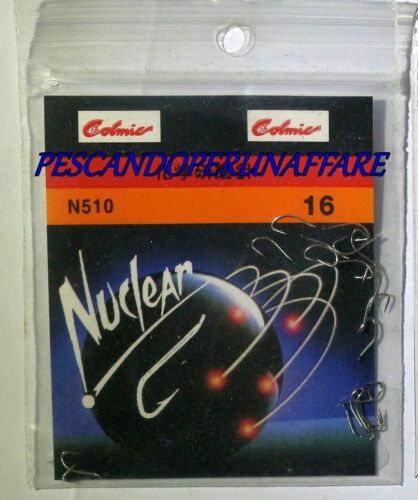 Colmic Colmic
PESCANDOPERUNAFFARE
N510 16
Nuclear